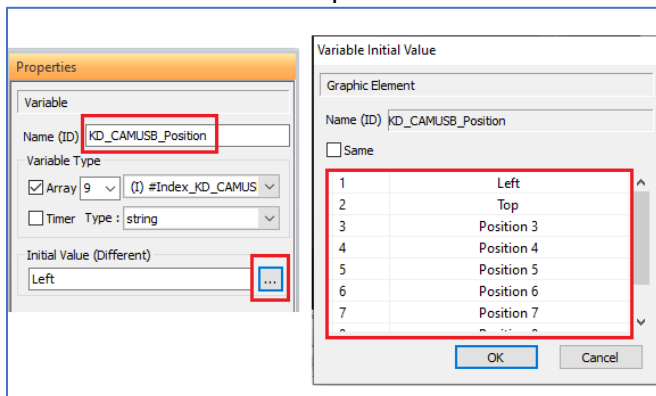 Properties
Variable
Name (ID) KD_CAMUSB_Position
Variable Type
Array 9 (I) #Index_KD_CAMUS
Timer Type : string
Initial Value (Different)
Left ...
Variable Initial Value
Graphic Element
Name (ID) KD_CAMUSB_Position
Same
1 Left
2 Top
3 Position 3
4 Position 4
5 Position 5
6 Position 6
7 Position 7
OK Cancel